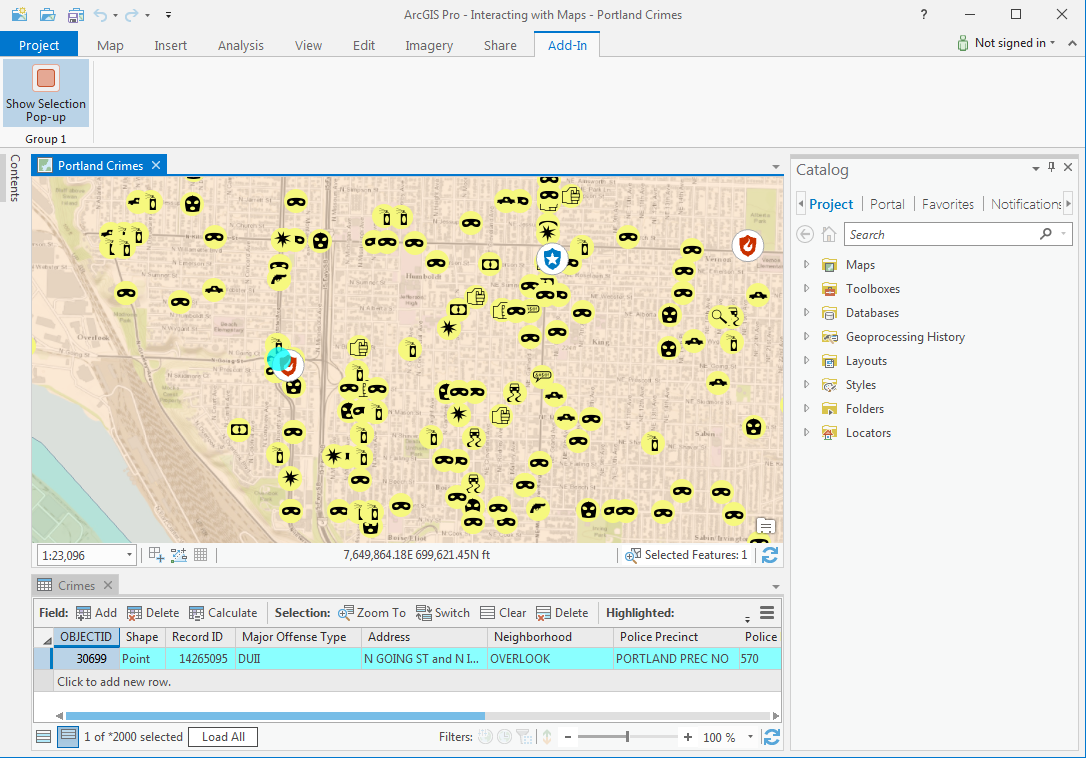 ArcGIS Pro - Interacting with Maps - Portland Crimes
?
Project Map Insert Analysis View Edit Imagery Share Add-In
Not signed in
Show Selection
Pop-up
Group 1
Contents
Portland Crimes
Humboldt
King
Overlook
Sabin
Boise Eliot
1:23,096
7,649,864.18E 699,621.45N ft
Selected Features: 1
Crimes
Field: Add Delete Calculate Selection: Zoom To Switch Clear Delete Highlighted:
OBJECTID Shape Record ID Major Offense Type Address Neighborhood Police Precinct Police
30699 Point 14265095 DUII N GOING ST and N I... OVERLOOK PORTLAND PREC NO 570
Click to add new row.
1 of *2000 selected Load All
Filters: 100 %
Catalog
Project Portal Favorites Notifications
Search
Maps
Toolboxes
Databases
Geoprocessing History
Layouts
Styles
Folders
Locators